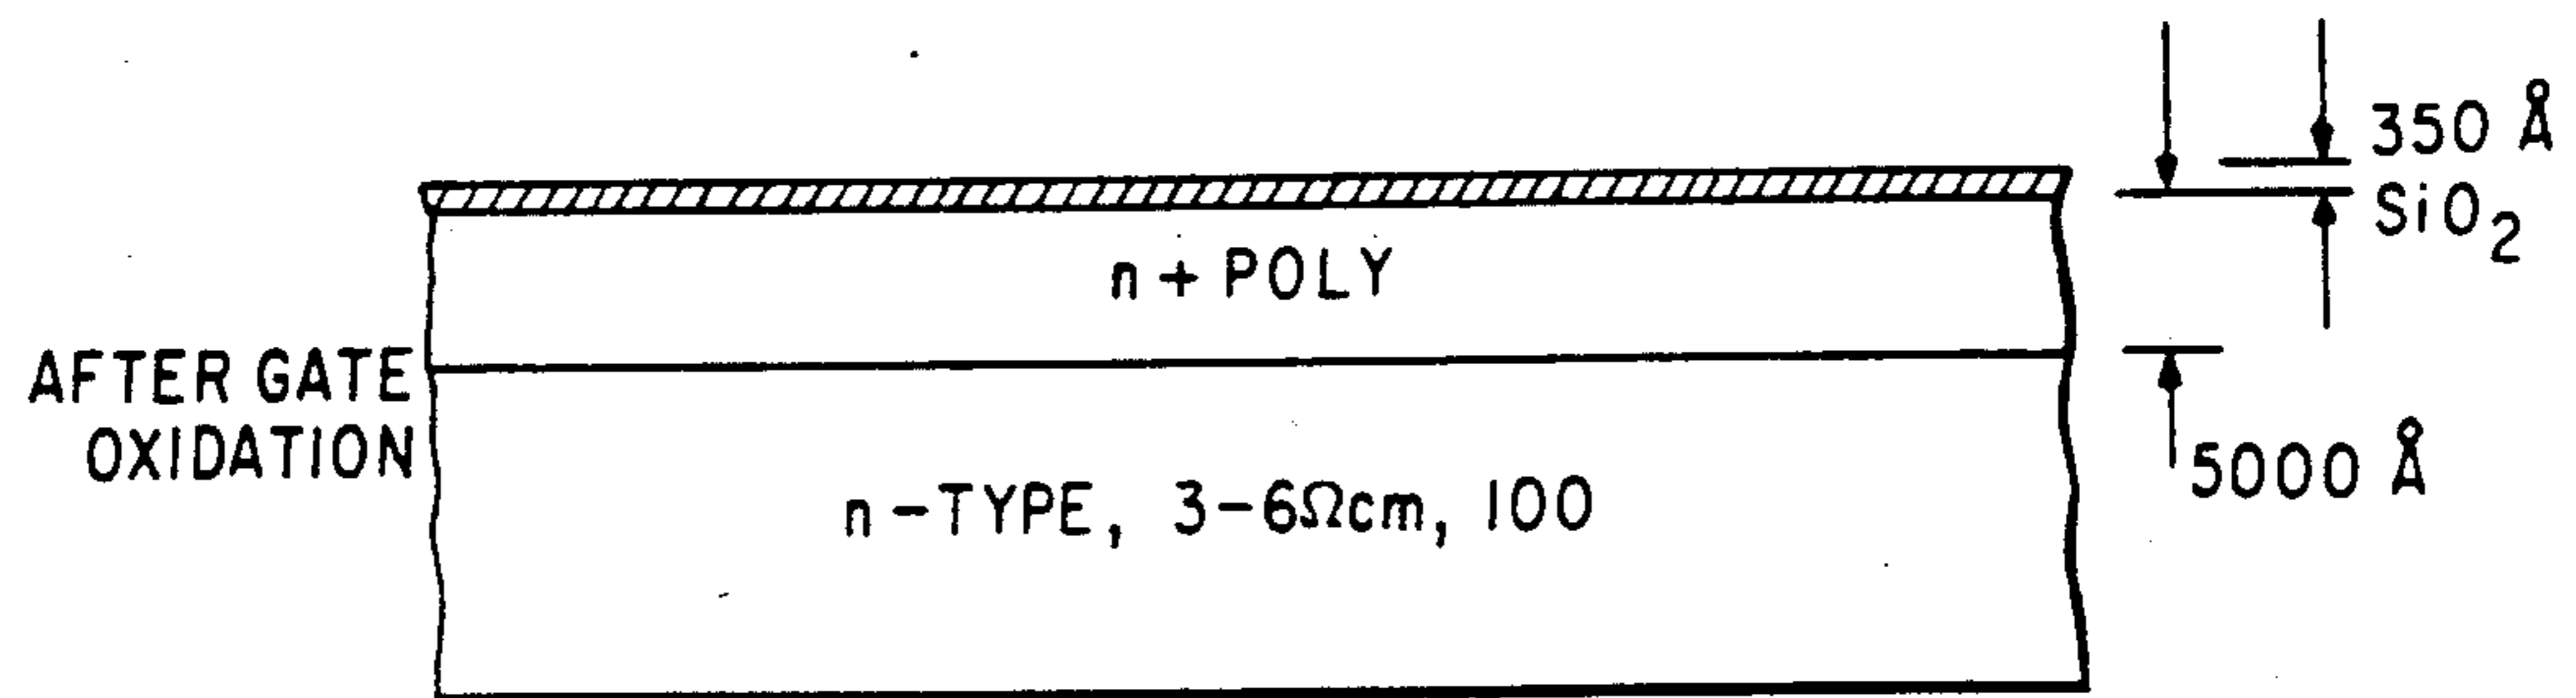 350 Å
SiO2
n+ POLY
AFTER GATE
OXIDATION
5000 Å
n-TYPE, 3-6Ωcm, 100